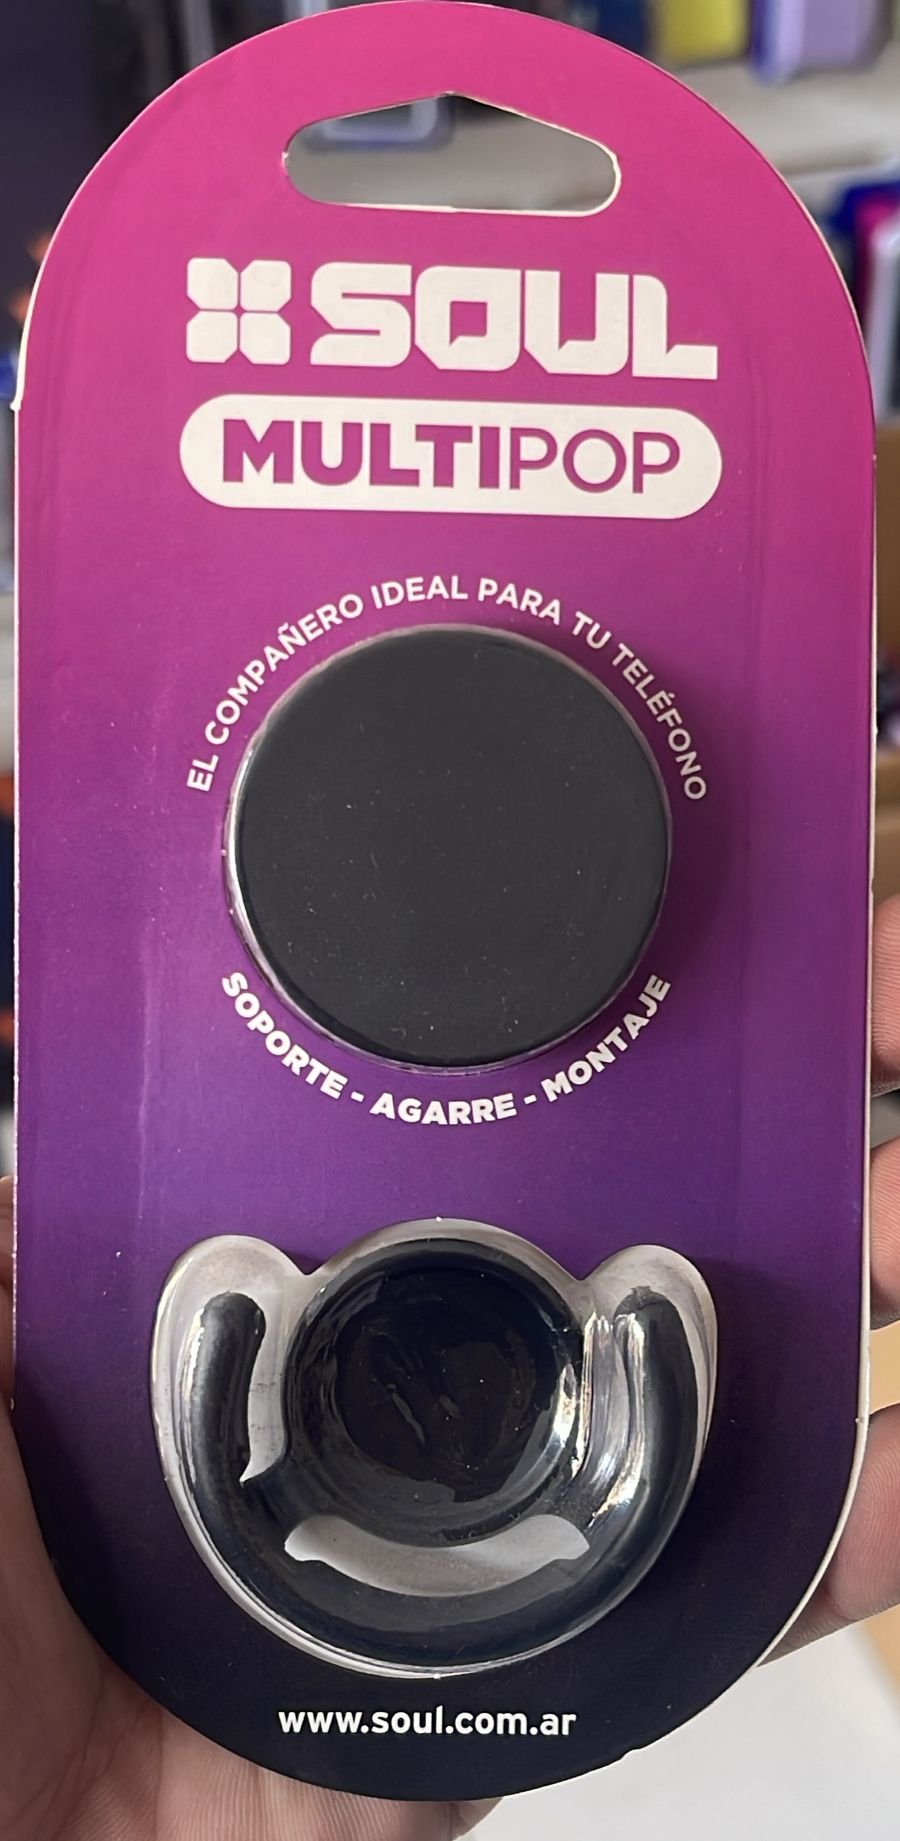 SOUL
MULTIPOP
EL COMPAÑERO IDEAL PARA TU TELÉFONO
SOPORTE - AGARRE - MONTAJE
www.soul.com.ar